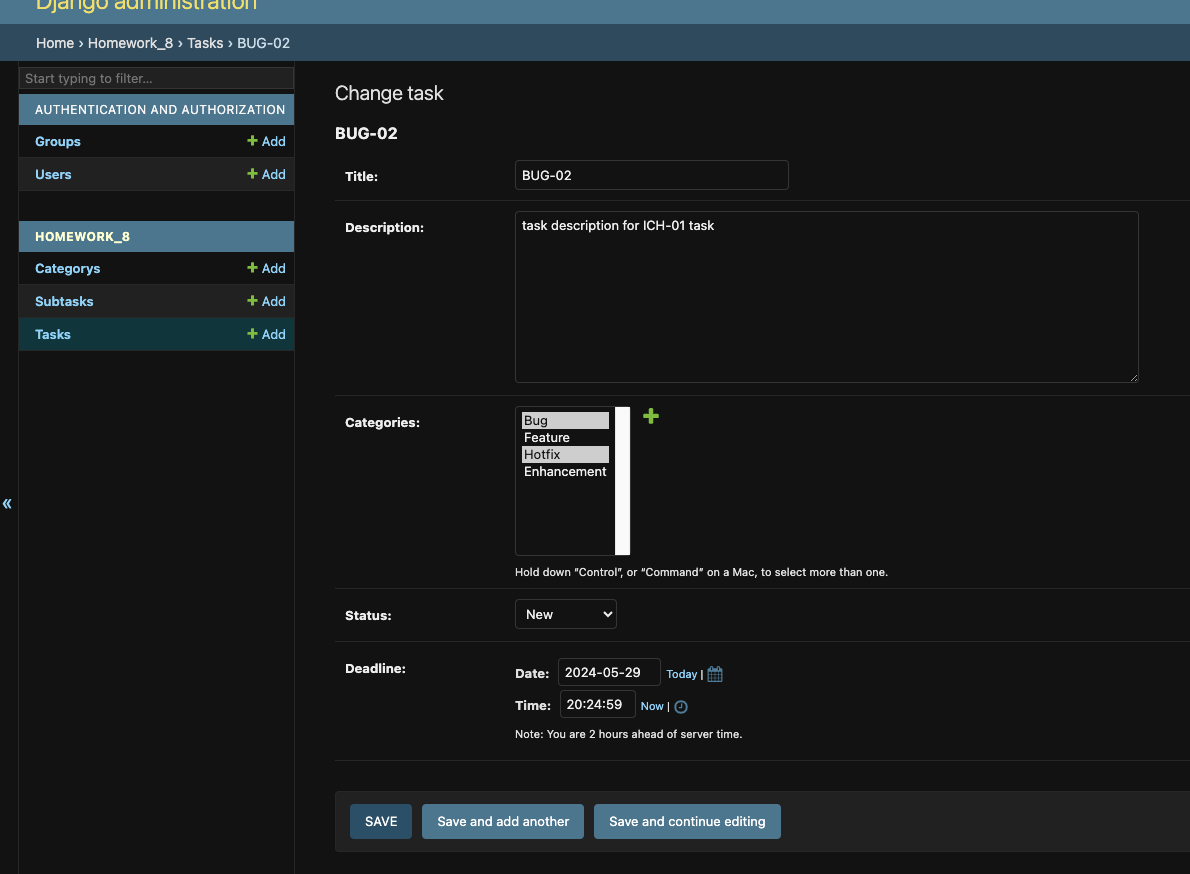 Django administration
Home › Homework_8 › Tasks › BUG-02
Start typing to filter...
AUTHENTICATION AND AUTHORIZATION
Groups + Add
Users + Add
HOMEWORK_8
Categorys + Add
Subtasks + Add
Tasks + Add
«
Change task
BUG-02
Title: BUG-02
Description: task description for ICH-01 task
Categories:
Bug
Feature
Hotfix
Enhancement
Hold down “Control”, or “Command” on a Mac, to select more than one.
Status: New
Deadline:
Date: 2024-05-29 Today |
Time: 20:24:59 Now |
Note: You are 2 hours ahead of server time.
SAVE Save and add another Save and continue editing